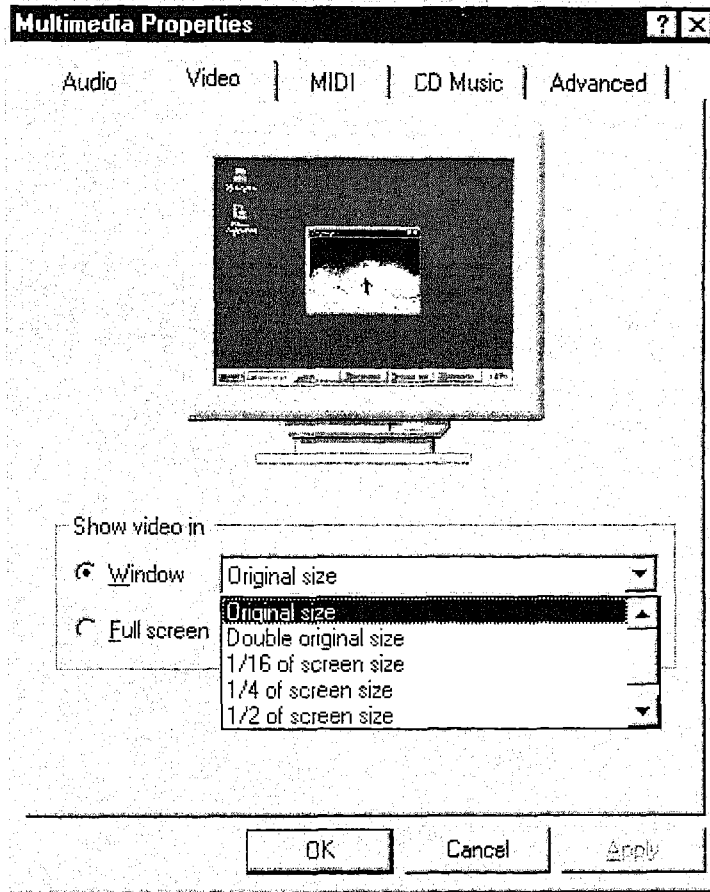 Multimedia Properties ? X
Audio Video MIDI CD Music Advanced
Show video in
Window Original size
Original size
Full screen Double original size
1/16 of screen size
1/4 of screen size
1/2 of screen size
OK Cancel Apply